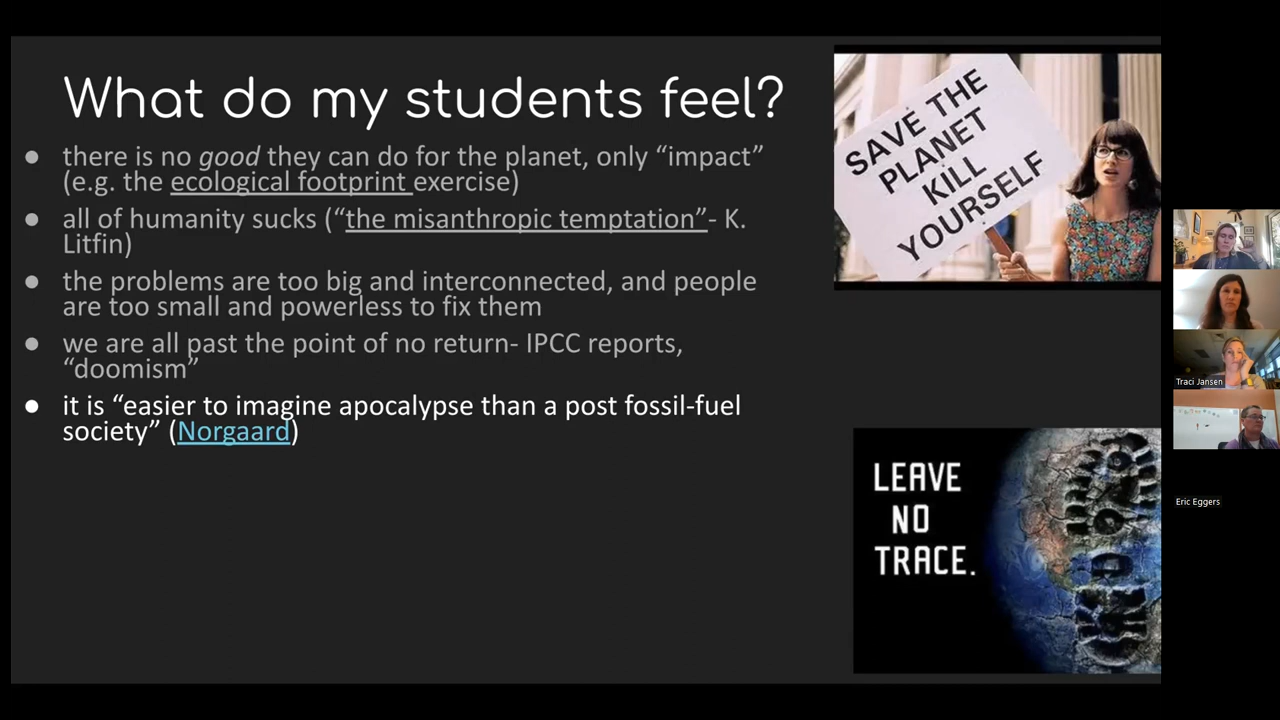 What do my students feel?
● there is no good they can do for the planet, only “impact”
(e.g. the ecological footprint exercise)
● all of humanity sucks (“the misanthropic temptation”- K.
Litfin)
● the problems are too big and interconnected, and people
are too small and powerless to fix them
● we are all past the point of no return- IPCC reports,
“doomism”
● it is “easier to imagine apocalypse than a post fossil-fuel
society” (Norgaard)
SAVE THE
PLANET
KILL
YOURSELF
LEAVE
NO
TRACE.
Traci Jansen
Eric Eggers